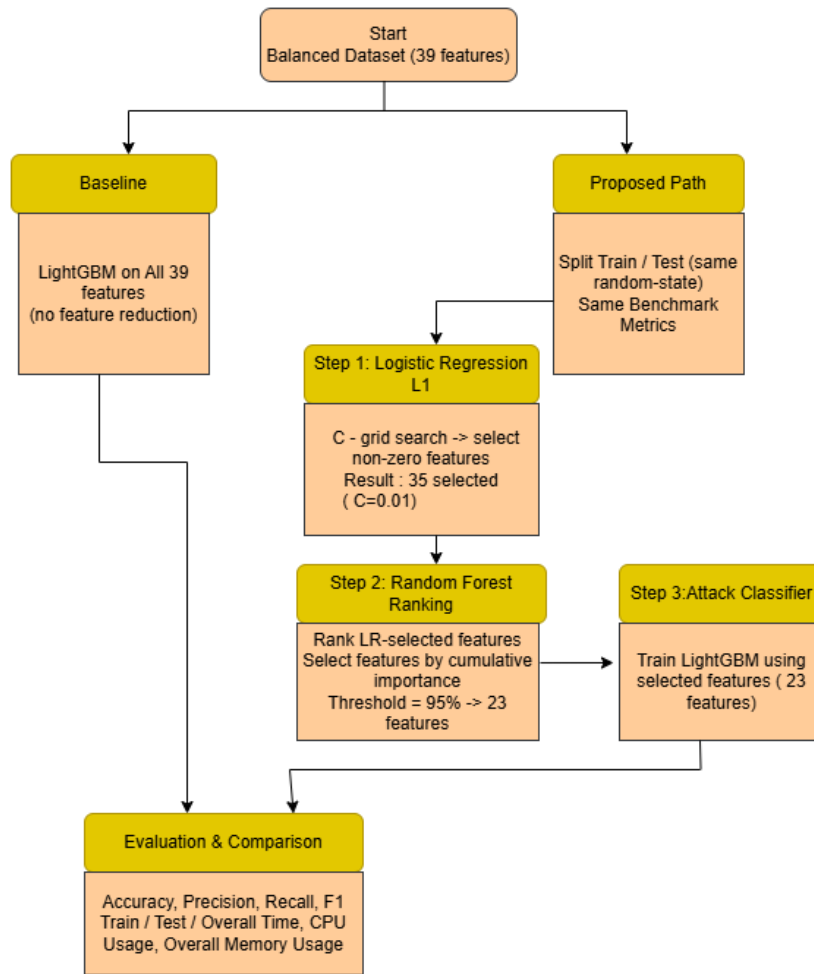 Start
Balanced Dataset (39 features)
Baseline
LightGBM on All 39
features
(no feature reduction)
Proposed Path
Split Train / Test (same
random-state)
Same Benchmark
Metrics
Step 1: Logistic Regression
L1
C - grid search -> select
non-zero features
Result : 35 selected
( C=0.01)
Step 2: Random Forest
Ranking
Rank LR-selected features
Select features by cumulative
importance
Threshold = 95% -> 23
features
Step 3:Attack Classifier
Train LightGBM using
selected features ( 23
features)
Evaluation & Comparison
Accuracy, Precision, Recall, F1
Train / Test / Overall Time, CPU
Usage, Overall Memory Usage